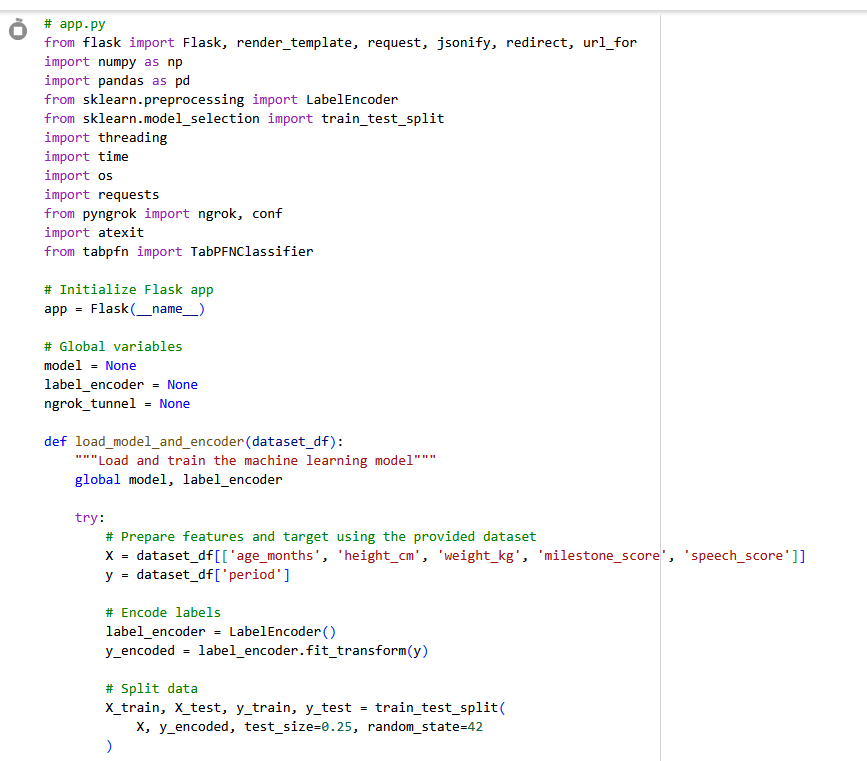 # app.py
from flask import Flask, render_template, request, jsonify, redirect, url_for
import numpy as np
import pandas as pd
from sklearn.preprocessing import LabelEncoder
from sklearn.model_selection import train_test_split
import threading
import time
import os
import requests
from pyngrok import ngrok, conf
import atexit
from tabpfn import TabPFNClassifier

# Initialize Flask app
app = Flask(__name__)

# Global variables
model = None
label_encoder = None
ngrok_tunnel = None

def load_model_and_encoder(dataset_df):
    """Load and train the machine learning model"""
    global model, label_encoder

    try:
        # Prepare features and target using the provided dataset
        X = dataset_df[['age_months', 'height_cm', 'weight_kg', 'milestone_score', 'speech_score']]
        y = dataset_df['period']

        # Encode labels
        label_encoder = LabelEncoder()
        y_encoded = label_encoder.fit_transform(y)

        # Split data
        X_train, X_test, y_train, y_test = train_test_split(
            X, y_encoded, test_size=0.25, random_state=42
        )